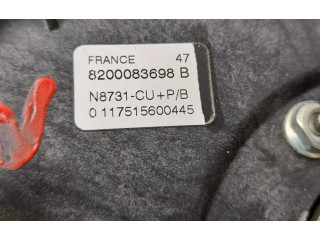 FRANCE 47
8200083698 B
N8731-CU+P/B
0 117515600445